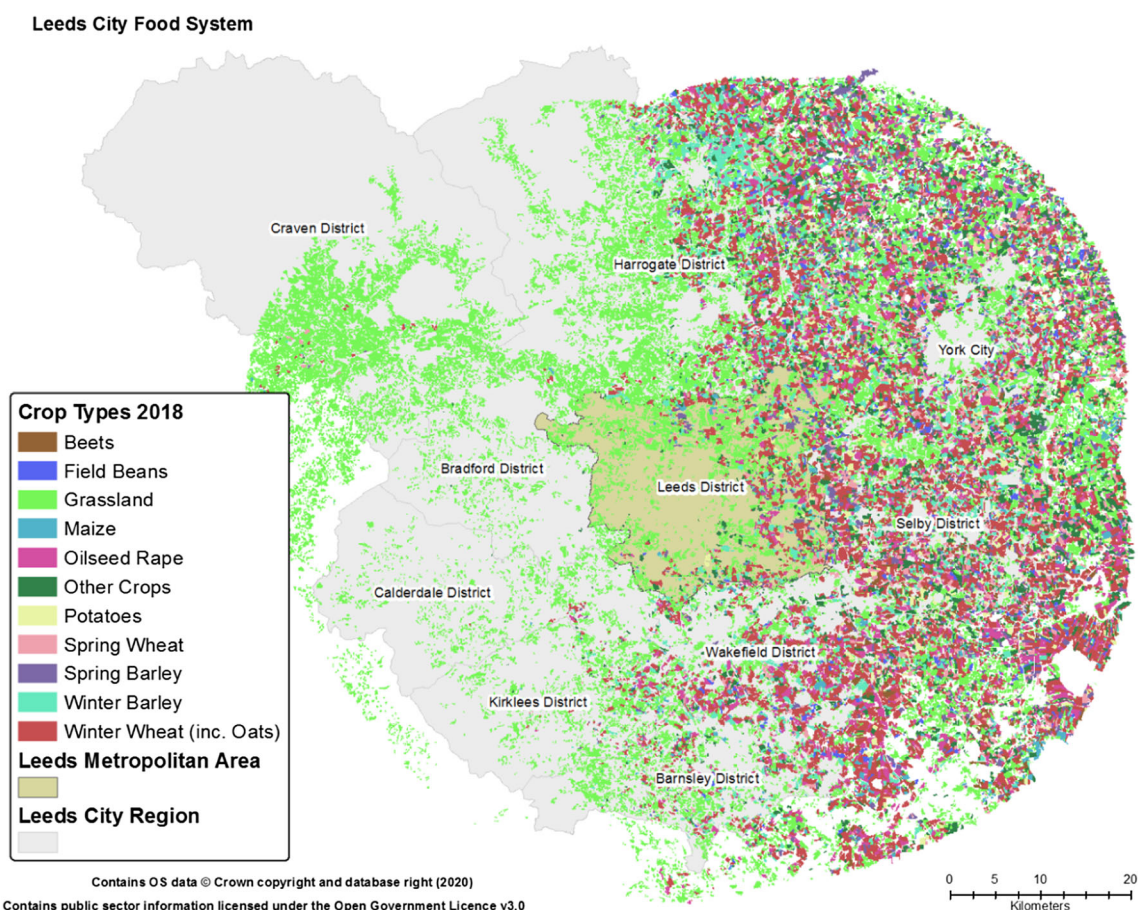 Leeds City Food System
Craven District
Harrogate District
York City
Crop Types 2018
Beets
Field Beans
Grassland
Maize
Oilseed Rape
Other Crops
Potatoes
Spring Wheat
Spring Barley
Winter Barley
Winter Wheat (inc. Oats)
Leeds Metropolitan Area
Leeds City Region
Bradford District
Leeds District
Selby District
Calderdale District
Wakefield District
Kirklees District
Barnsley District
Contains OS data © Crown copyright and database right (2020)
Contains public sector information licensed under the Open Government Licence v3.0
0 5 10 20
Kilometers